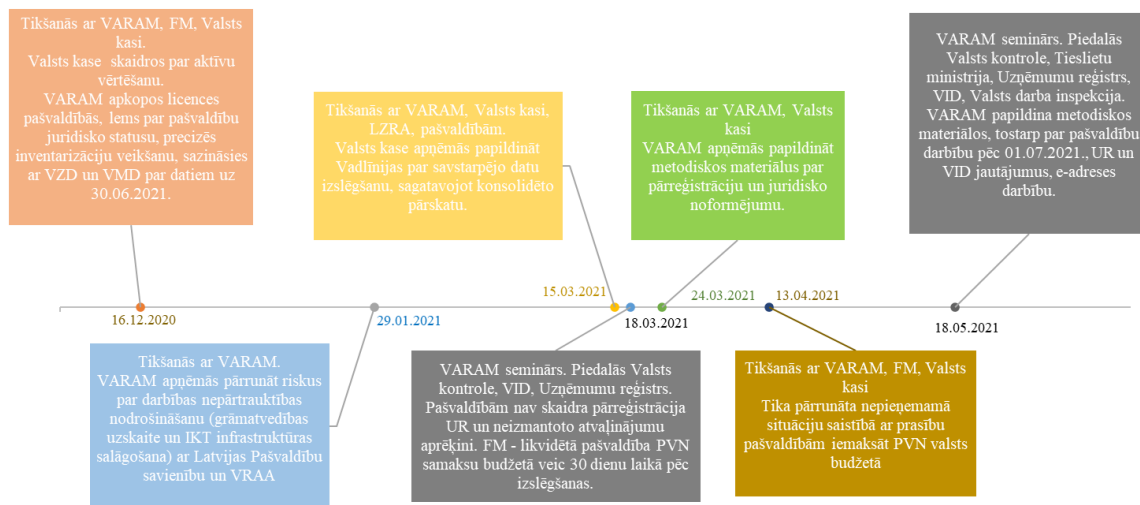 Tikšanās ar VARAM, FM, Valsts
kasi.
Valsts kase skaidros par aktīvu
vērtēšanu.
VARAM apkopos licences
pašvaldībās, lems par pašvaldību
juridisko statusu, precizēs
inventarizāciju veikšanu, sazināsies
ar VZD un VMD par datiem uz
30.06.2021.
Tikšanās ar VARAM, Valsts kasi,
LZRA, pašvaldībām.
Valsts kase apņēmās papildināt
Vadlīnijas par savstarpējo datu
izslēgšanu, sagatavojot konsolidēto
pārskatu.
Tikšanās ar VARAM, Valsts
kasi
VARAM apņēmās papildināt
metodiskos materiālus par
pārreģistrāciju un juridisko
noformējumu.
VARAM seminārs. Piedalās
Valsts kontrole, Tieslietu
ministrija, Uzņēmumu reģistrs,
VID, Valsts darba inspekcija.
VARAM papildina metodiskos
materiālos, tostarp par pašvaldību
darbību pēc 01.07.2021., UR un
VID jautājumus, e-adreses
darbību.
15.03.2021
24.03.2021
13.04.2021
16.12.2020
29.01.2021
18.03.2021
18.05.2021
Tikšanās ar VARAM.
VARAM apņēmās pārrunāt riskus
par darbības nepārtrauktības
nodrošināšanu (grāmatvedības
uzskaite un IKT infrastruktūras
salāgošana) ar Latvijas Pašvaldību
savienību un VRAA
VARAM seminārs. Piedalās Valsts
kontrole, VID, Uzņēmumu reģistrs.
Pašvaldībām nav skaidra pārreģistrācija
UR un neizmantoto atvaļinājumu
aprēķini. FM - likvidētā pašvaldība PVN
samaksu budžetā veic 30 dienu laikā pēc
izslēgšanas.
Tikšanās ar VARAM, FM, Valsts
kasi
Tika pārrunāta nepieņemamā
situāciju saistībā ar prasību
pašvaldībām iemaksāt PVN valsts
budžetā